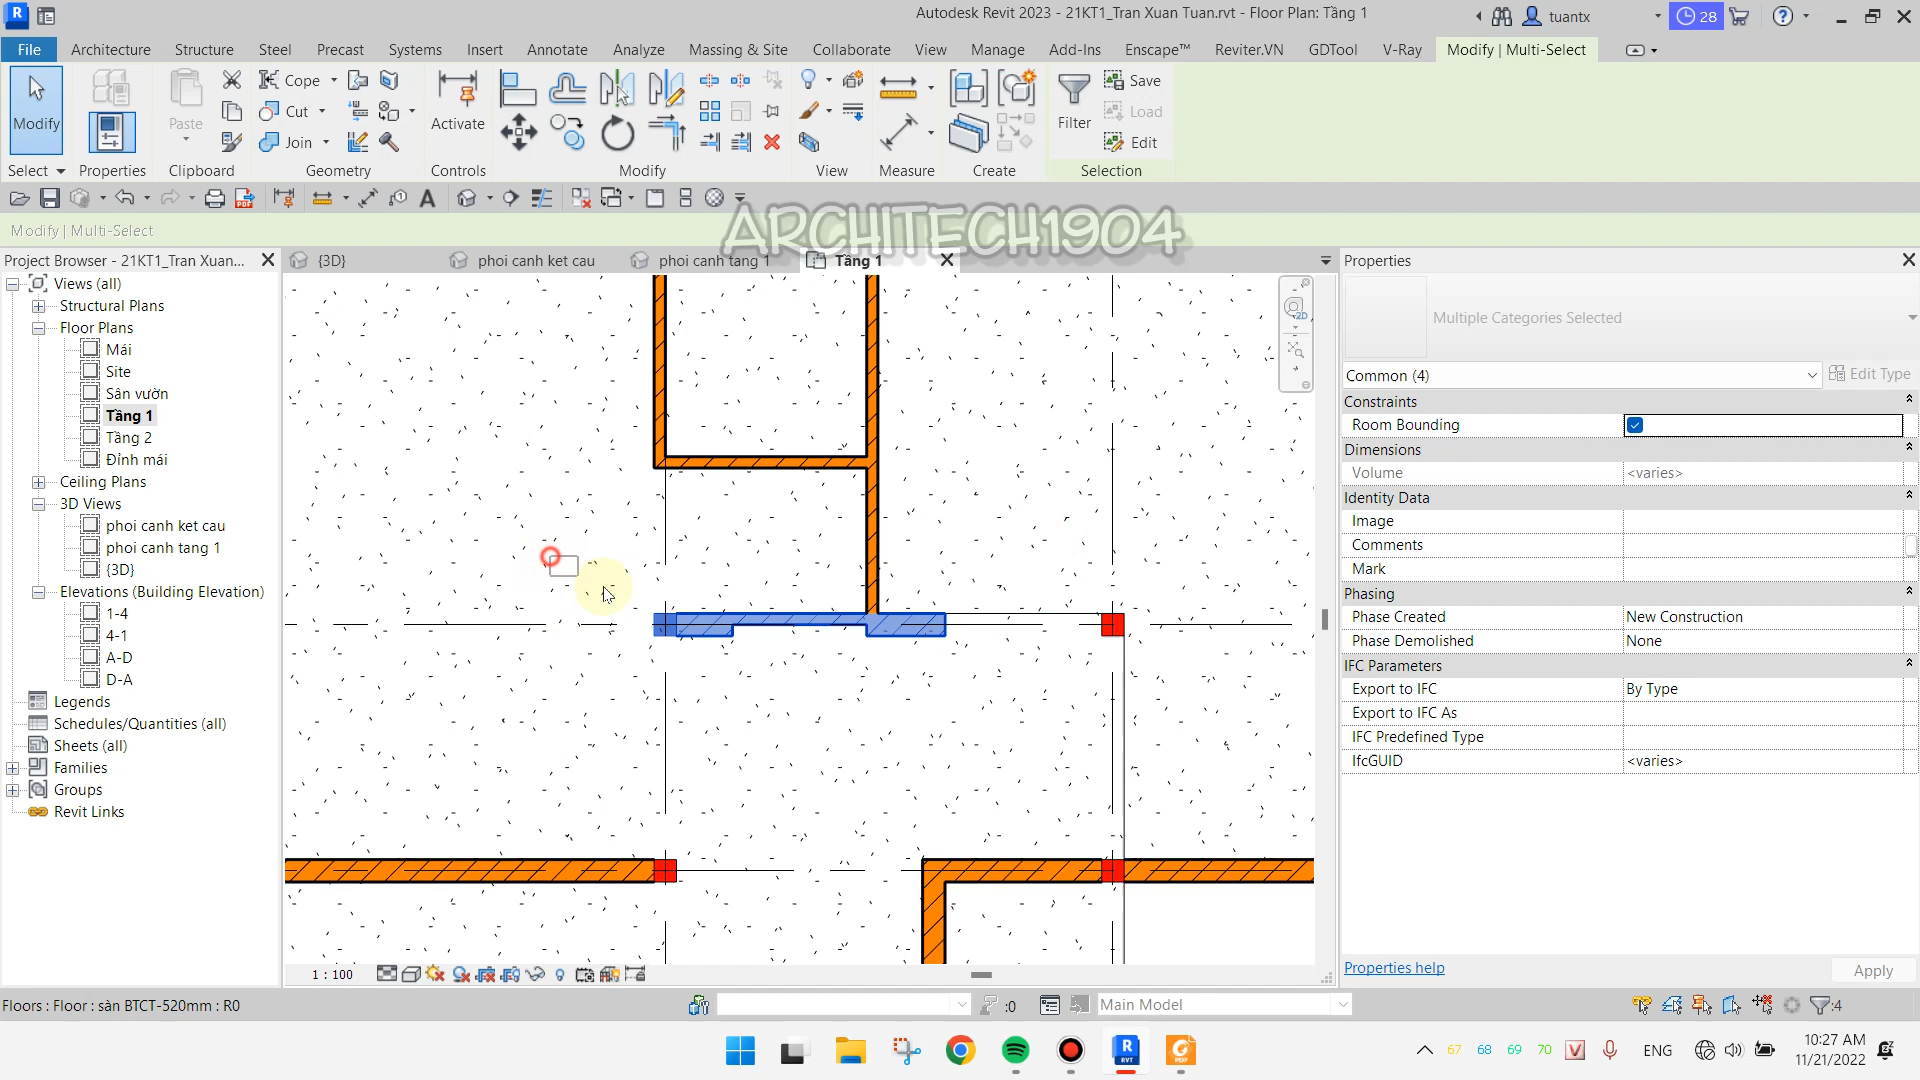 Autodesk Revit 2023 - 21KT1_Tran Xuan Tuan.rvt - Floor Plan: Tầng 1
tuantx
28
File Architecture Structure Steel Precast Systems Insert Annotate Analyze Massing & Site Collaborate View Manage Add-Ins Enscape™ Reviter.VN GDTool V-Ray Modify | Multi-Select
Modify
Paste
Cope
Cut
Join
Activate
Filter
Save
Load
Edit
Select Properties Clipboard Geometry Controls Modify View Measure Create Selection
Modify | Multi-Select
ARCHITECH1904
Project Browser - 21KT1_Tran Xuan Tuan...
{3D} phoi canh ket cau phoi canh tang 1 Tầng 1
Views (all)
Structural Plans
Floor Plans
Mái
Site
Sân vườn
Tầng 1
Tầng 2
Đỉnh mái
Ceiling Plans
3D Views
phoi canh ket cau
phoi canh tang 1
{3D}
Elevations (Building Elevation)
1-4
4-1
A-D
D-A
Legends
Schedules/Quantities (all)
Sheets (all)
Families
Groups
Revit Links
2D
Properties
Multiple Categories Selected
Common (4) Edit Type
Constraints
Room Bounding
Dimensions
Volume <varies>
Identity Data
Image
Comments
Mark
Phasing
Phase Created New Construction
Phase Demolished None
IFC Parameters
Export to IFC By Type
Export to IFC As
IFC Predefined Type
IfcGUID <varies>
Properties help Apply
1 : 100
Floors : Floor : sàn BTCT-520mm : R0 :0 Main Model :4
R
RVT
PDF
67 68 69 70 V ENG 10:27 AM
11/21/2022